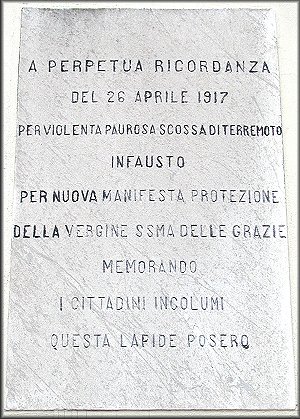 A PERPETUA RICORDANZA
DEL 26 APRILE 1917
PER VIOLENTA PAUROSA SCOSSA DI TERREMOTO
INFAUSTO
PER NUOVA MANIFESTA PROTEZIONE
DELLA VERGINE SSMA DELLE GRAZIE
MEMORANDO
I CITTADINI INCOLUMI
QUESTA LAPIDE POSERO